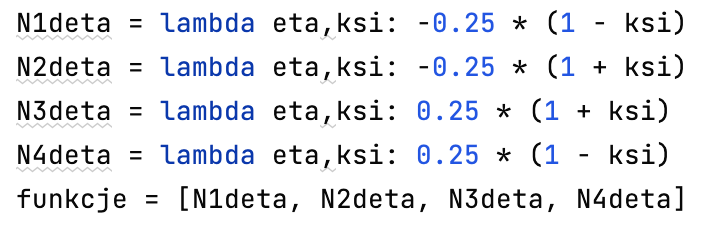 N1deta = lambda eta,ksi: -0.25 * (1 - ksi)
N2deta = lambda eta,ksi: -0.25 * (1 + ksi)
N3deta = lambda eta,ksi: 0.25 * (1 + ksi)
N4deta = lambda eta,ksi: 0.25 * (1 - ksi)
funkcje = [N1deta, N2deta, N3deta, N4deta]